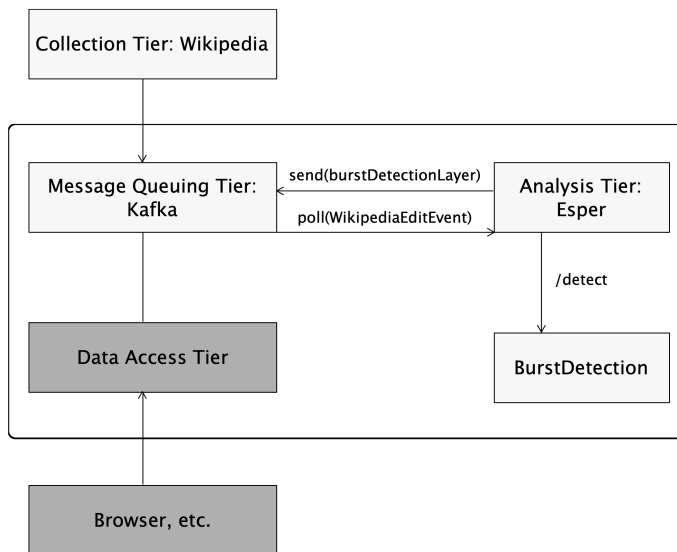 Collection Tier: Wikipedia
Message Queuing Tier:
Kafka
send(burstDetectionLayer)
poll(WikipediaEditEvent)
Analysis Tier:
Esper
/detect
Data Access Tier
BurstDetection
Browser, etc.